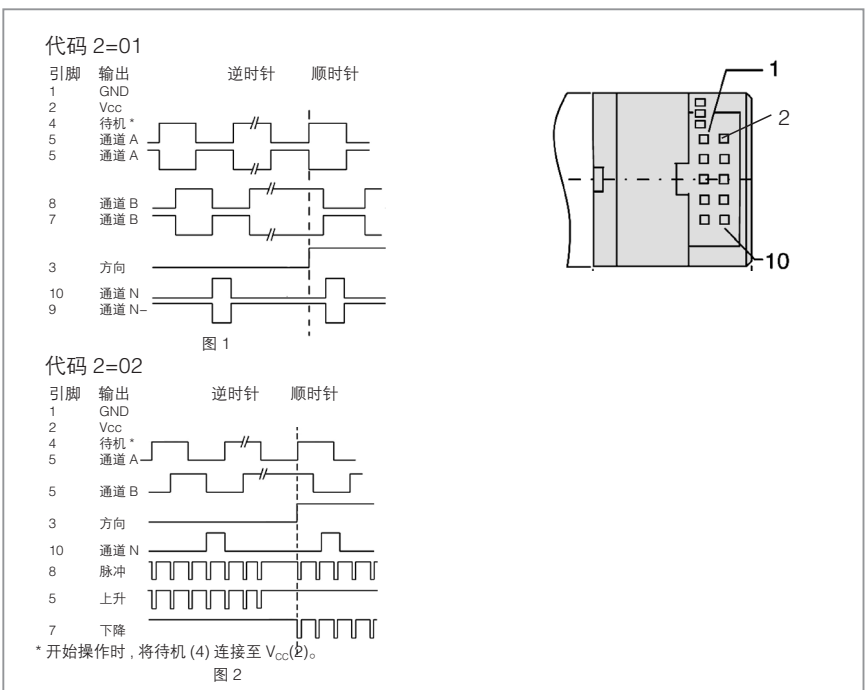 代码 2=01
引脚 输出 逆时针 顺时针
1 GND
2 Vcc
4 待机 *
5 通道 A
5 通道 A
8 通道 B
7 通道 B
3 方向
10 通道 N
9 通道 N–
图 1
1
2
10
代码 2=02
引脚 输出 逆时针 顺时针
1 GND
2 Vcc
4 待机 *
5 通道 A
5 通道 B
3 方向
10 通道 N
8 脉冲
5 上升
7 下降
* 开始操作时 , 将待机 (4) 连接至 VCC(2)。
图 2